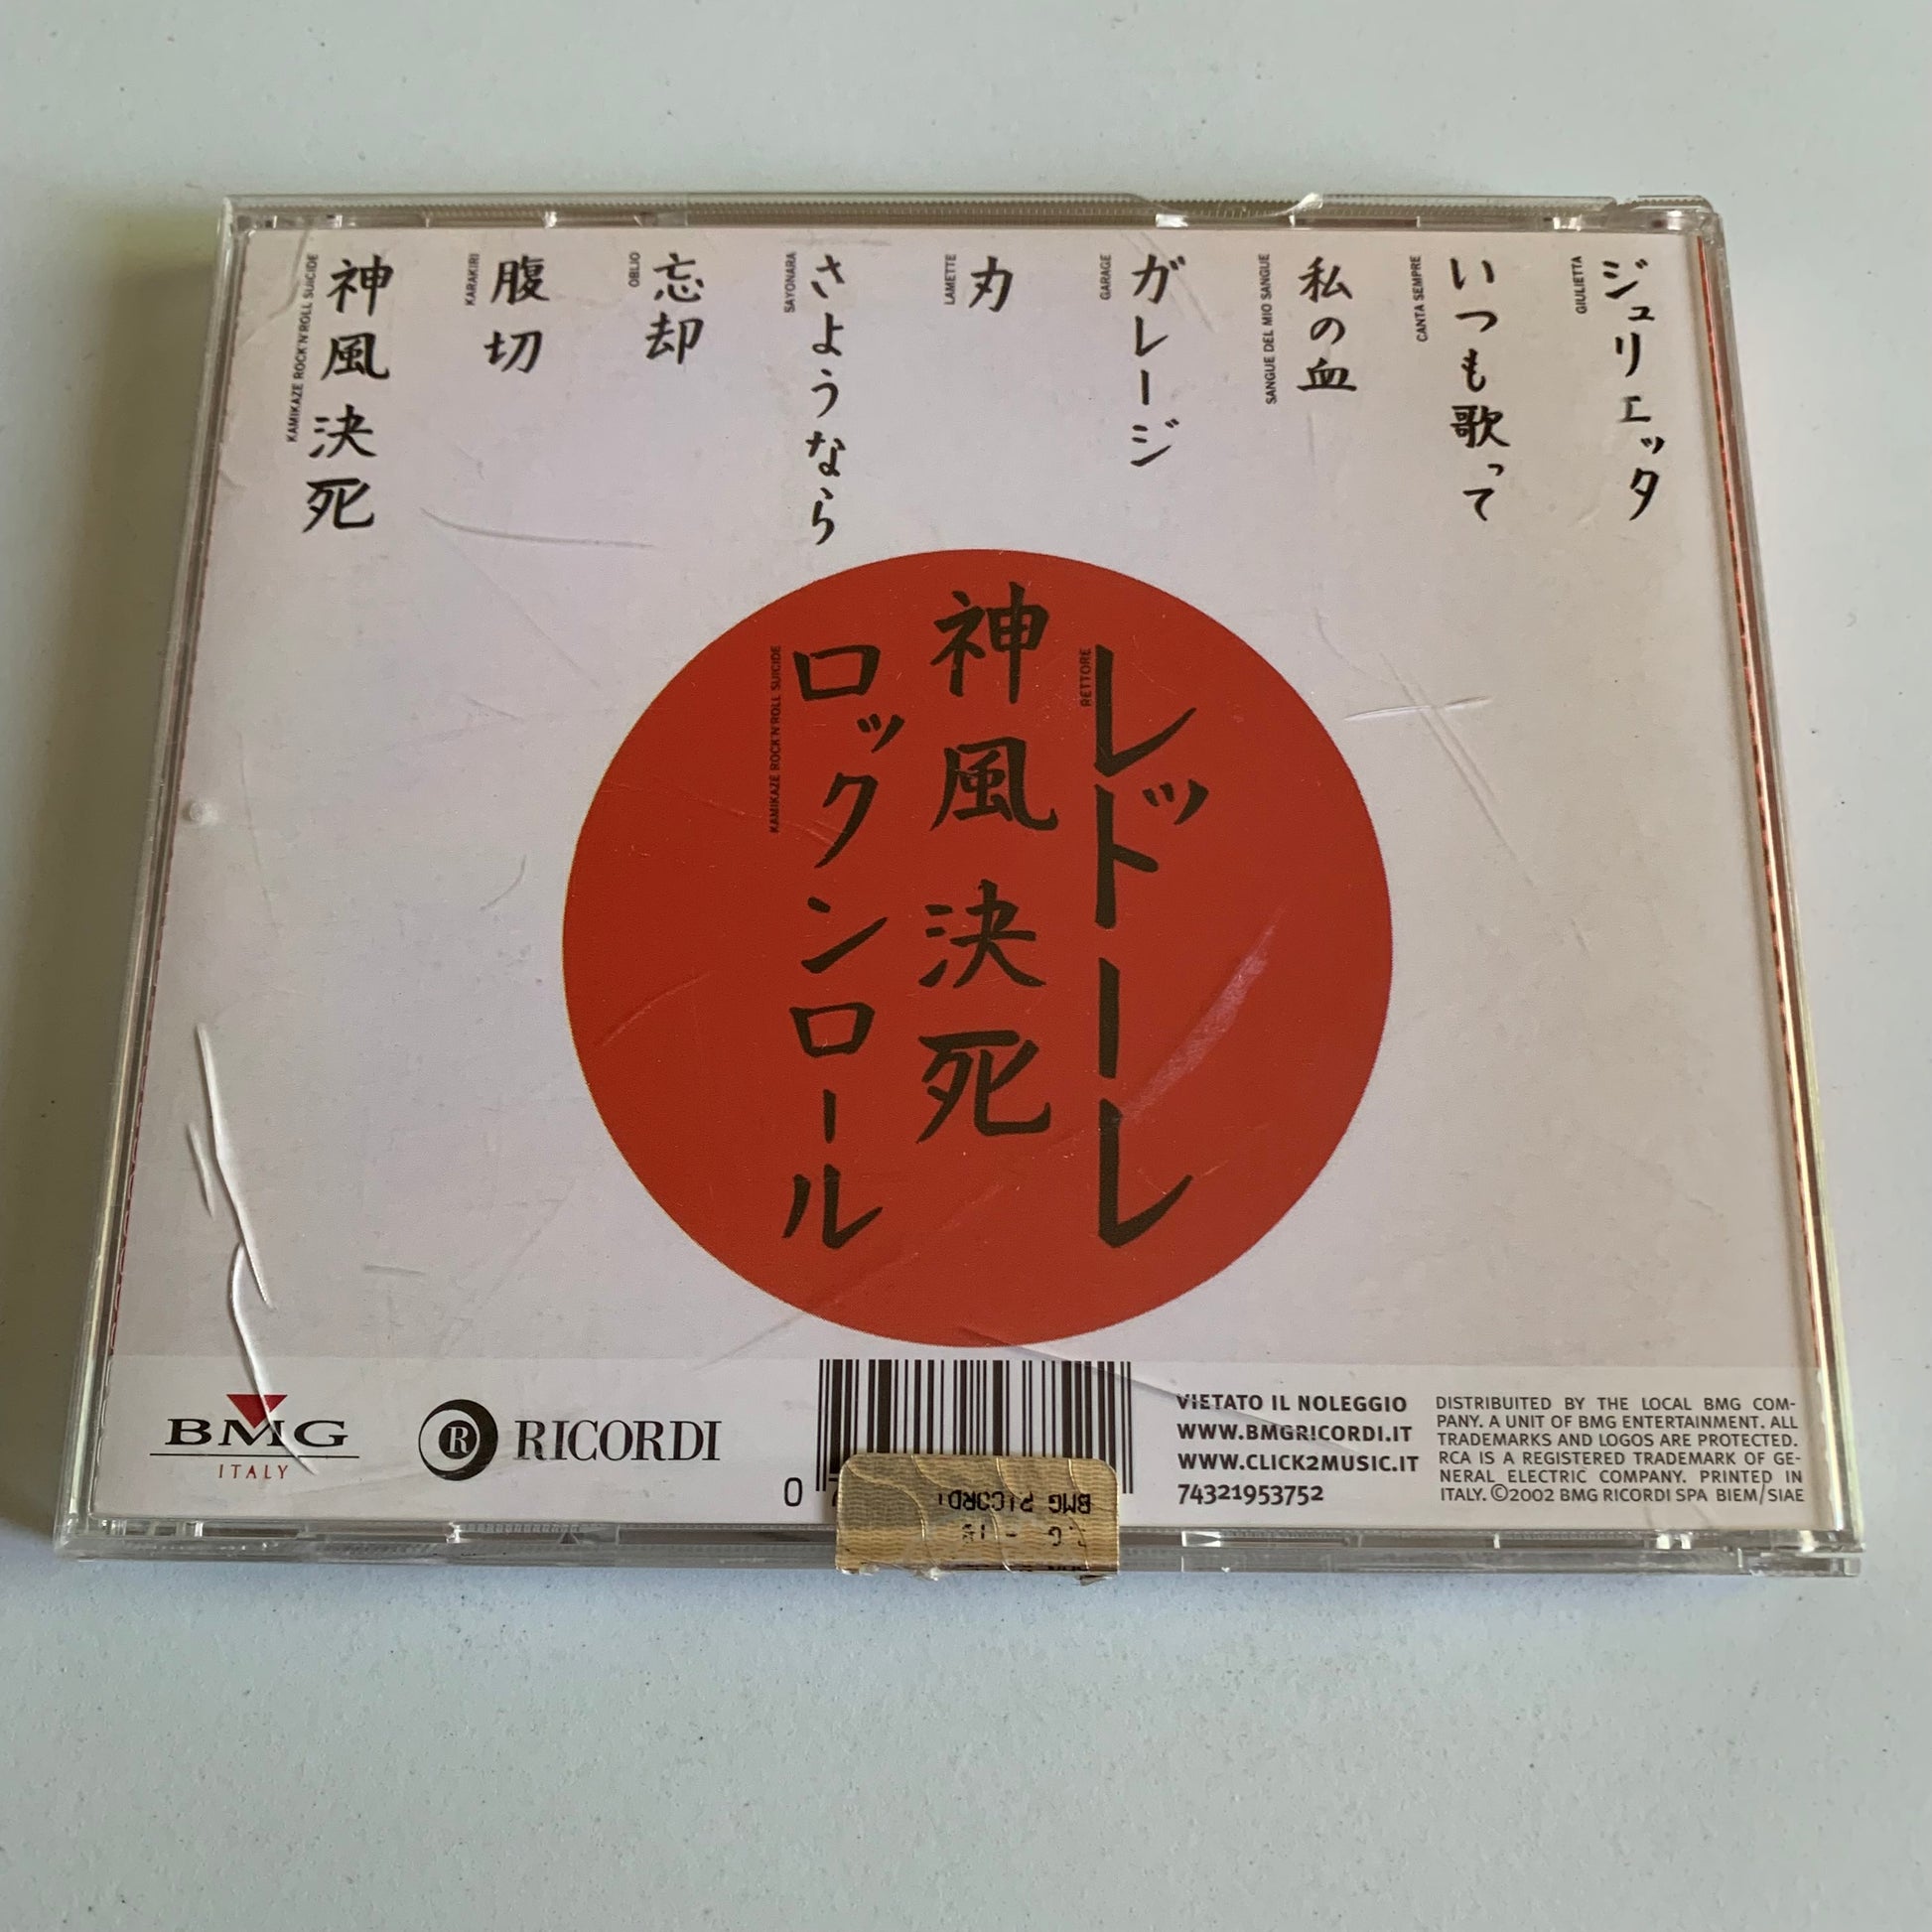 ジュリエッタ
GIULIETTA
いつも歌って
CANTA SEMPRE
私の血
SANGUE DEL MIO SANGUE
ガレージ
GARAGE
刃
LAMETTE
さようなら
SAYONARA
忘却
OBLIO
腹切
KARAKIRI
神風決死
KAMIKAZE ROCK'N'ROLL SUICIDE
レットーレ
RETTORE
神風決死
ロックンロール
KAMIKAZE ROCK'N'ROLL SUICIDE
BMG
ITALY
R RICORDI
0
BMG RICORDI
VIETATO IL NOLEGGIO
WWW.BMGRICORDI.IT
WWW.CLICK2MUSIC.IT
74321953752
DISTRIBUITED BY THE LOCAL BMG COM-
PANY. A UNIT OF BMG ENTERTAINMENT. ALL
TRADEMARKS AND LOGOS ARE PROTECTED.
RCA IS A REGISTERED TRADEMARK OF GE-
NERAL ELECTRIC COMPANY. PRINTED IN
ITALY. ©2002 BMG RICORDI SPA BIEM/SIAE